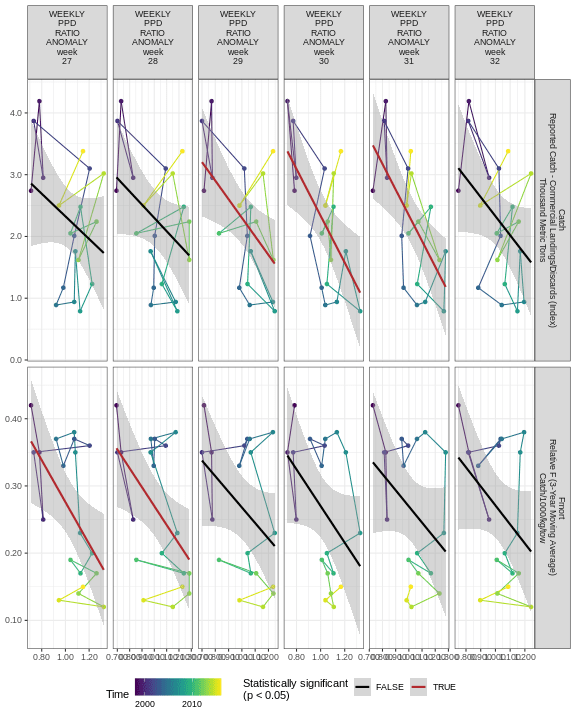 WEEKLY
PPD
RATIO
ANOMALY
week
27
WEEKLY
PPD
RATIO
ANOMALY
week
28
WEEKLY
PPD
RATIO
ANOMALY
week
29
WEEKLY
PPD
RATIO
ANOMALY
week
30
WEEKLY
PPD
RATIO
ANOMALY
week
31
WEEKLY
PPD
RATIO
ANOMALY
week
32
4.0
3.0
2.0
1.0
0.0
Catch
Reported Catch - Commercial Landings/Discards (Index)
Thousand Metric Tons
0.40
0.30
0.20
0.10
Fmort
Relative F (3-Year Moving Average)
Catch/1000/kg/tow
0.80 1.00 1.20
Time
2000 2010
Statistically significant
(p < 0.05)
FALSE
TRUE